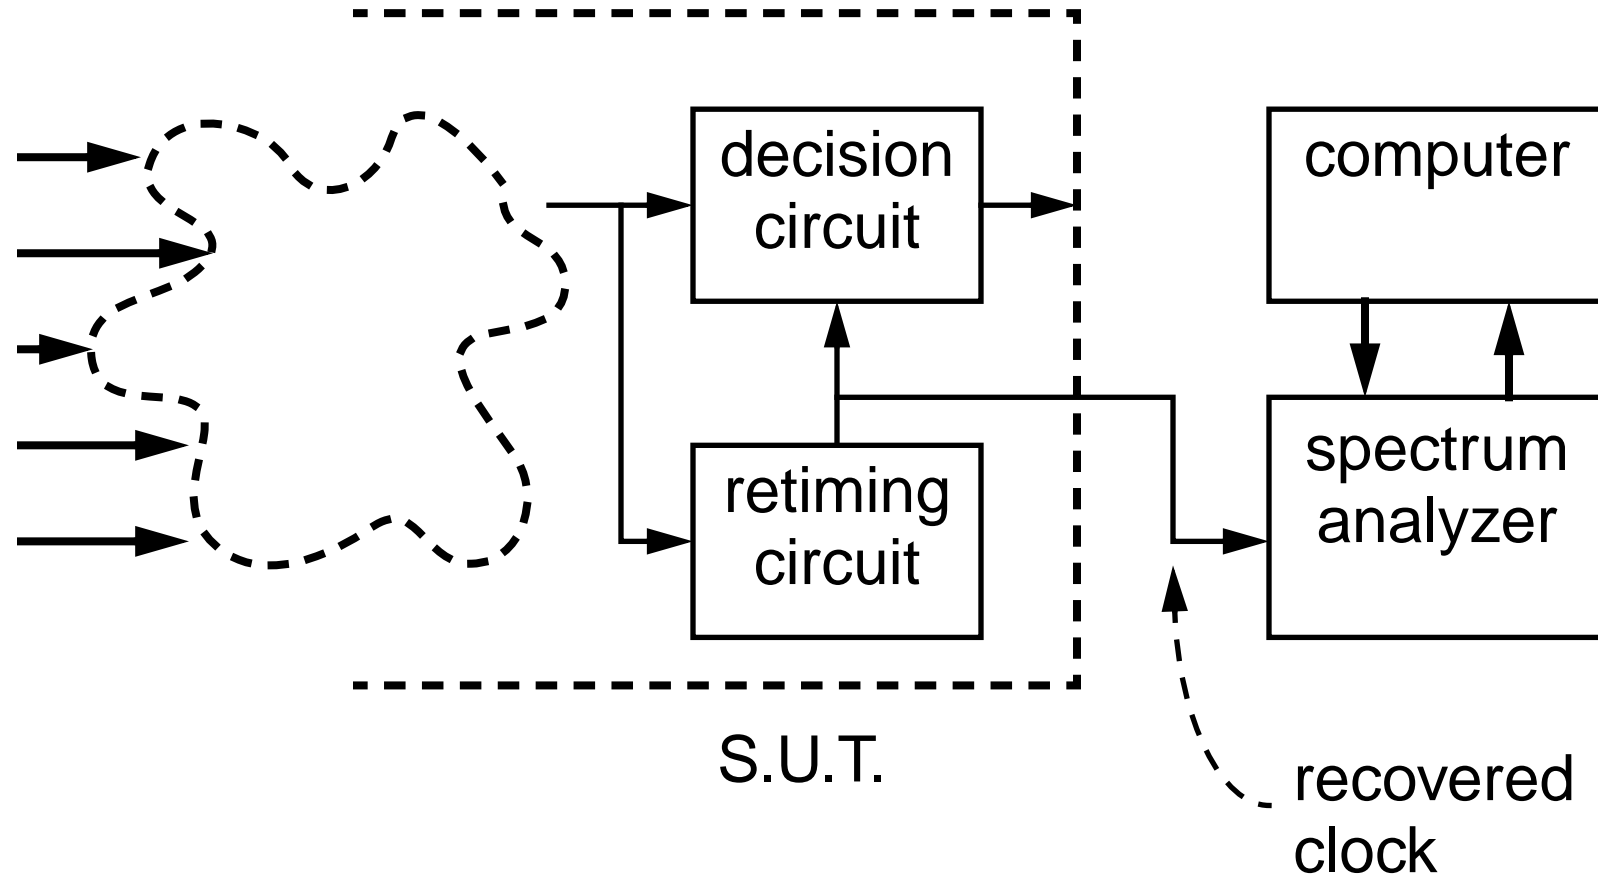 decision
circuit
computer
retiming
circuit
spectrum
analyzer
S.U.T.
recovered
clock